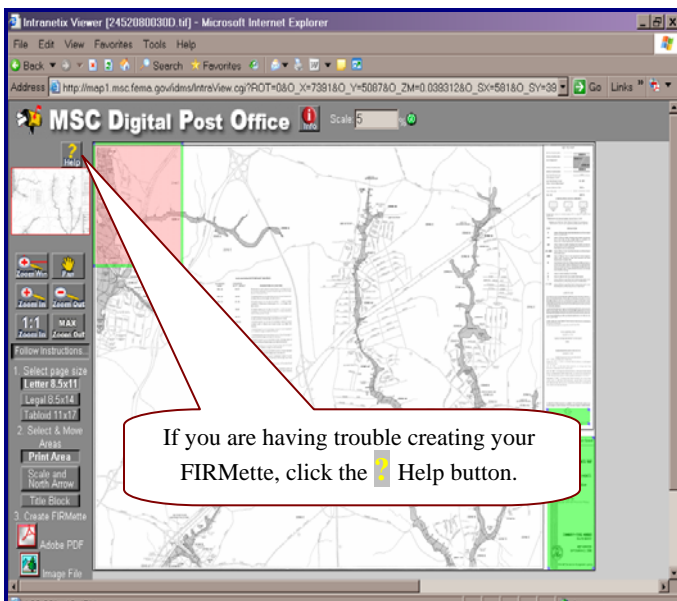 Intranetix Viewer [2452080030D.tif] - Microsoft Internet Explorer
File Edit View Favorites Tools Help
Back Search Favorites
Address http://map1.msc.fema.gov/idms/IntraView.cgi?ROT=0&O_X=7391&O_Y=5087&O_ZM=0.039312&O_SX=581&O_SY=39 Go Links »
MSC Digital Post Office Info Scale: 5 %
? Help
Zoom Win Pan
Zoom In Zoom Out
1:1 MAX
Zoom In Zoom Out
Follow Instructions:
1. Select page size
Letter 8.5x11
Legal 8.5x14
Tabloid 11x17
2. Select & Move
Areas
Print Area
Scale and
North Arrow
Title Block
3. Create FIRMette
Adobe PDF
Image File
If you are having trouble creating your
FIRMette, click the ? Help button.